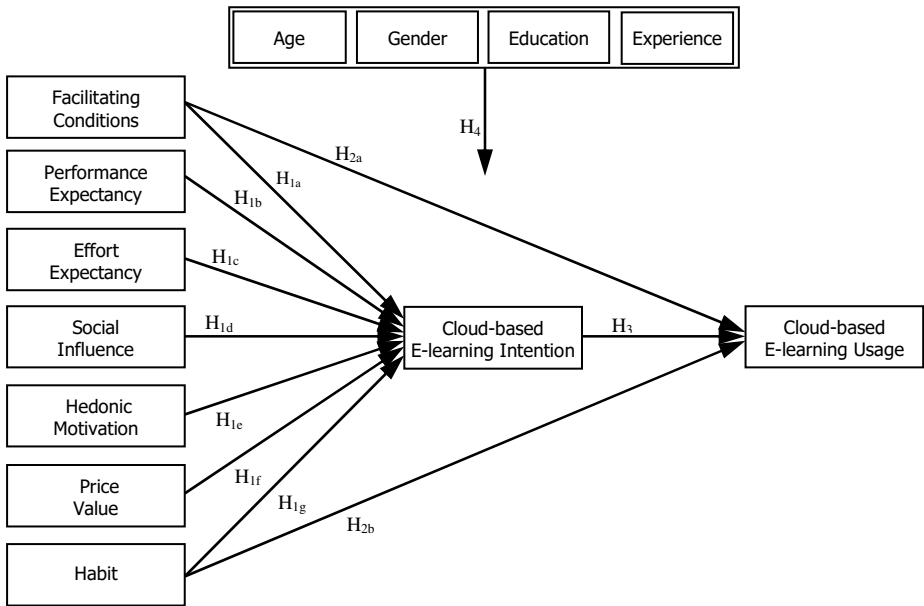 Age
Gender
Education
Experience
Facilitating
Conditions
H4
H2a
Performance
Expectancy
H1a
H1b
Effort
Expectancy
H1c
Social
Influence
H1d
Cloud-based
E-learning Intention
H3
Cloud-based
E-learning Usage
Hedonic
Motivation
H1e
Price
Value
H1f
H1g
H2b
Habit